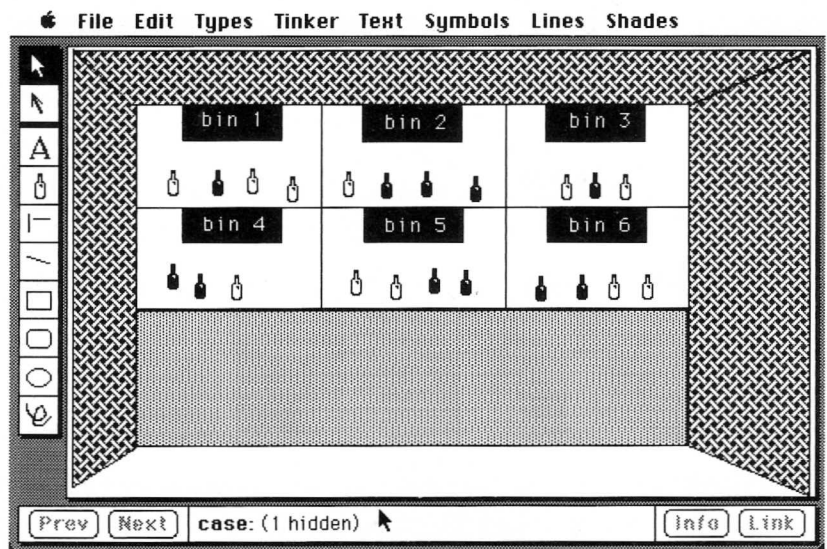 File Edit Types Tinker Text Symbols Lines Shades
A
bin 1 bin 2 bin 3
bin 4 bin 5 bin 6
Prev Next case: (1 hidden) Info Link